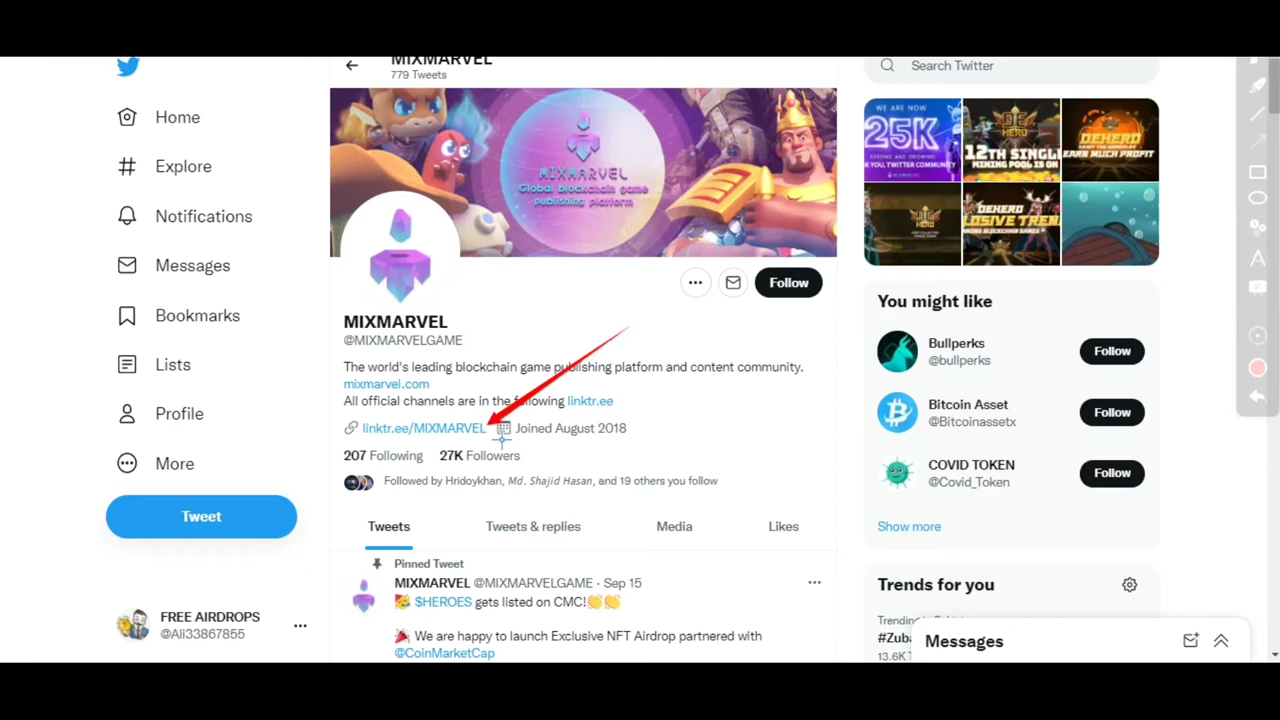 MIXMARVEL
779 Tweets
Search Twitter
Home
Explore
Notifications
Messages
Bookmarks
Lists
Profile
More
Tweet
FREE AIRDROPS
@Ali33867855
MIXMARVEL
Global blockchain game
publishing platform
Follow
MIXMARVEL
@MIXMARVELGAME
The world's leading blockchain game publishing platform and content community.
mixmarvel.com
All official channels are in the following linktr.ee
linktr.ee/MIXMARVEL Joined August 2018
207 Following 27K Followers
Followed by Hridoykhan, Md. Shajid Hasan, and 19 others you follow
Tweets Tweets & replies Media Likes
Pinned Tweet
MIXMARVEL @MIXMARVELGAME · Sep 15
🥳 $HEROES gets listed on CMC!👏👏
🎉 We are happy to launch Exclusive NFT Airdrop partnered with
@CoinMarketCap
WE ARE NOW
25K
STRONG AND GROWING
K YOU TWITTER COMMUNITY
HERO
12TH SINGL
MINING POOL IS ON
DEHERO
EARN MUCH PROFIT
HERO
DEHERO
LOSIVE TREN
You might like
Bullperks
@bullperks
Follow
Bitcoin Asset
@Bitcoinassetx
Follow
COVID TOKEN
@Covid_Token
Follow
Show more
Trends for you
Trending
#Zuba
13.6K
Messages